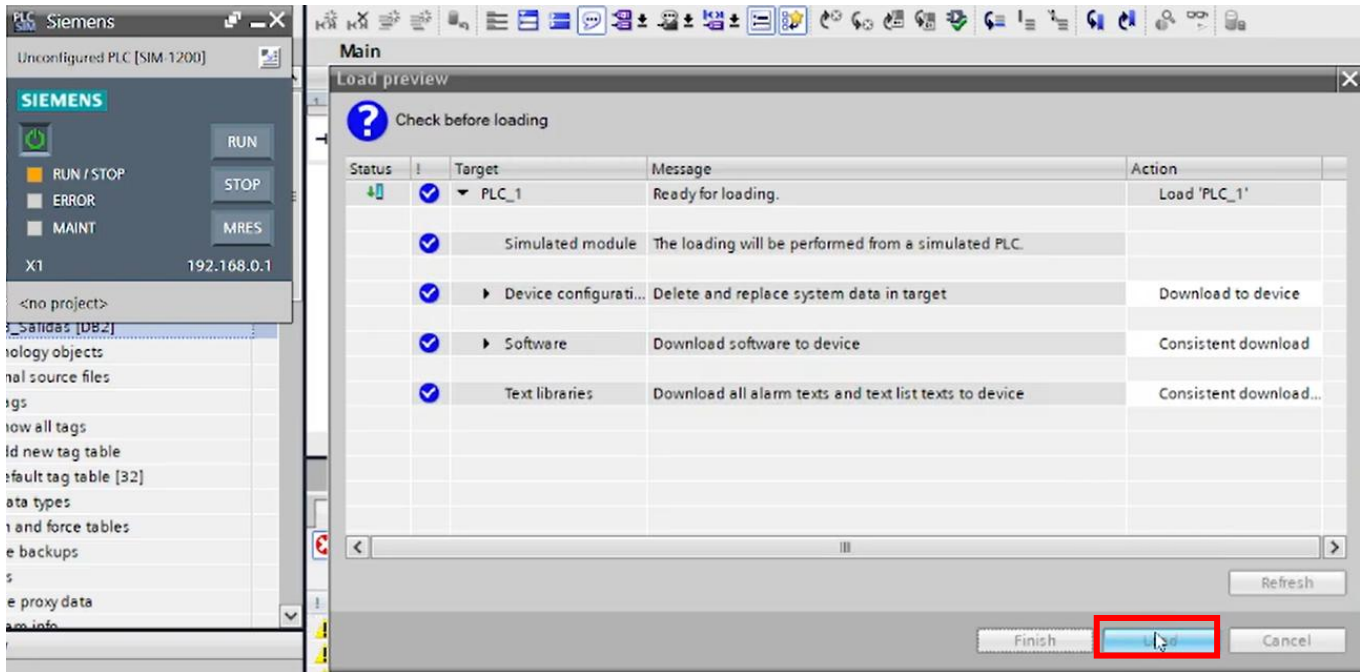 Siemens
Unconfigured PLC [SIM-1200]
SIEMENS
RUN
RUN / STOP
STOP
ERROR
MAINT
MRES
X1 192.168.0.1
<no project>
_Salidas [DB2]
nology objects
nal source files
ags
now all tags
dd new tag table
efault tag table [32]
ata types
h and force tables
e backups
s
e proxy data
am info
Main
Load preview
Check before loading
Status ! Target Message Action
PLC_1 Ready for loading. Load 'PLC_1'
Simulated module The loading will be performed from a simulated PLC.
Device configurati... Delete and replace system data in target Download to device
Software Download software to device Consistent download
Text libraries Download all alarm texts and text list texts to device Consistent download...
Refresh
Finish Load Cancel